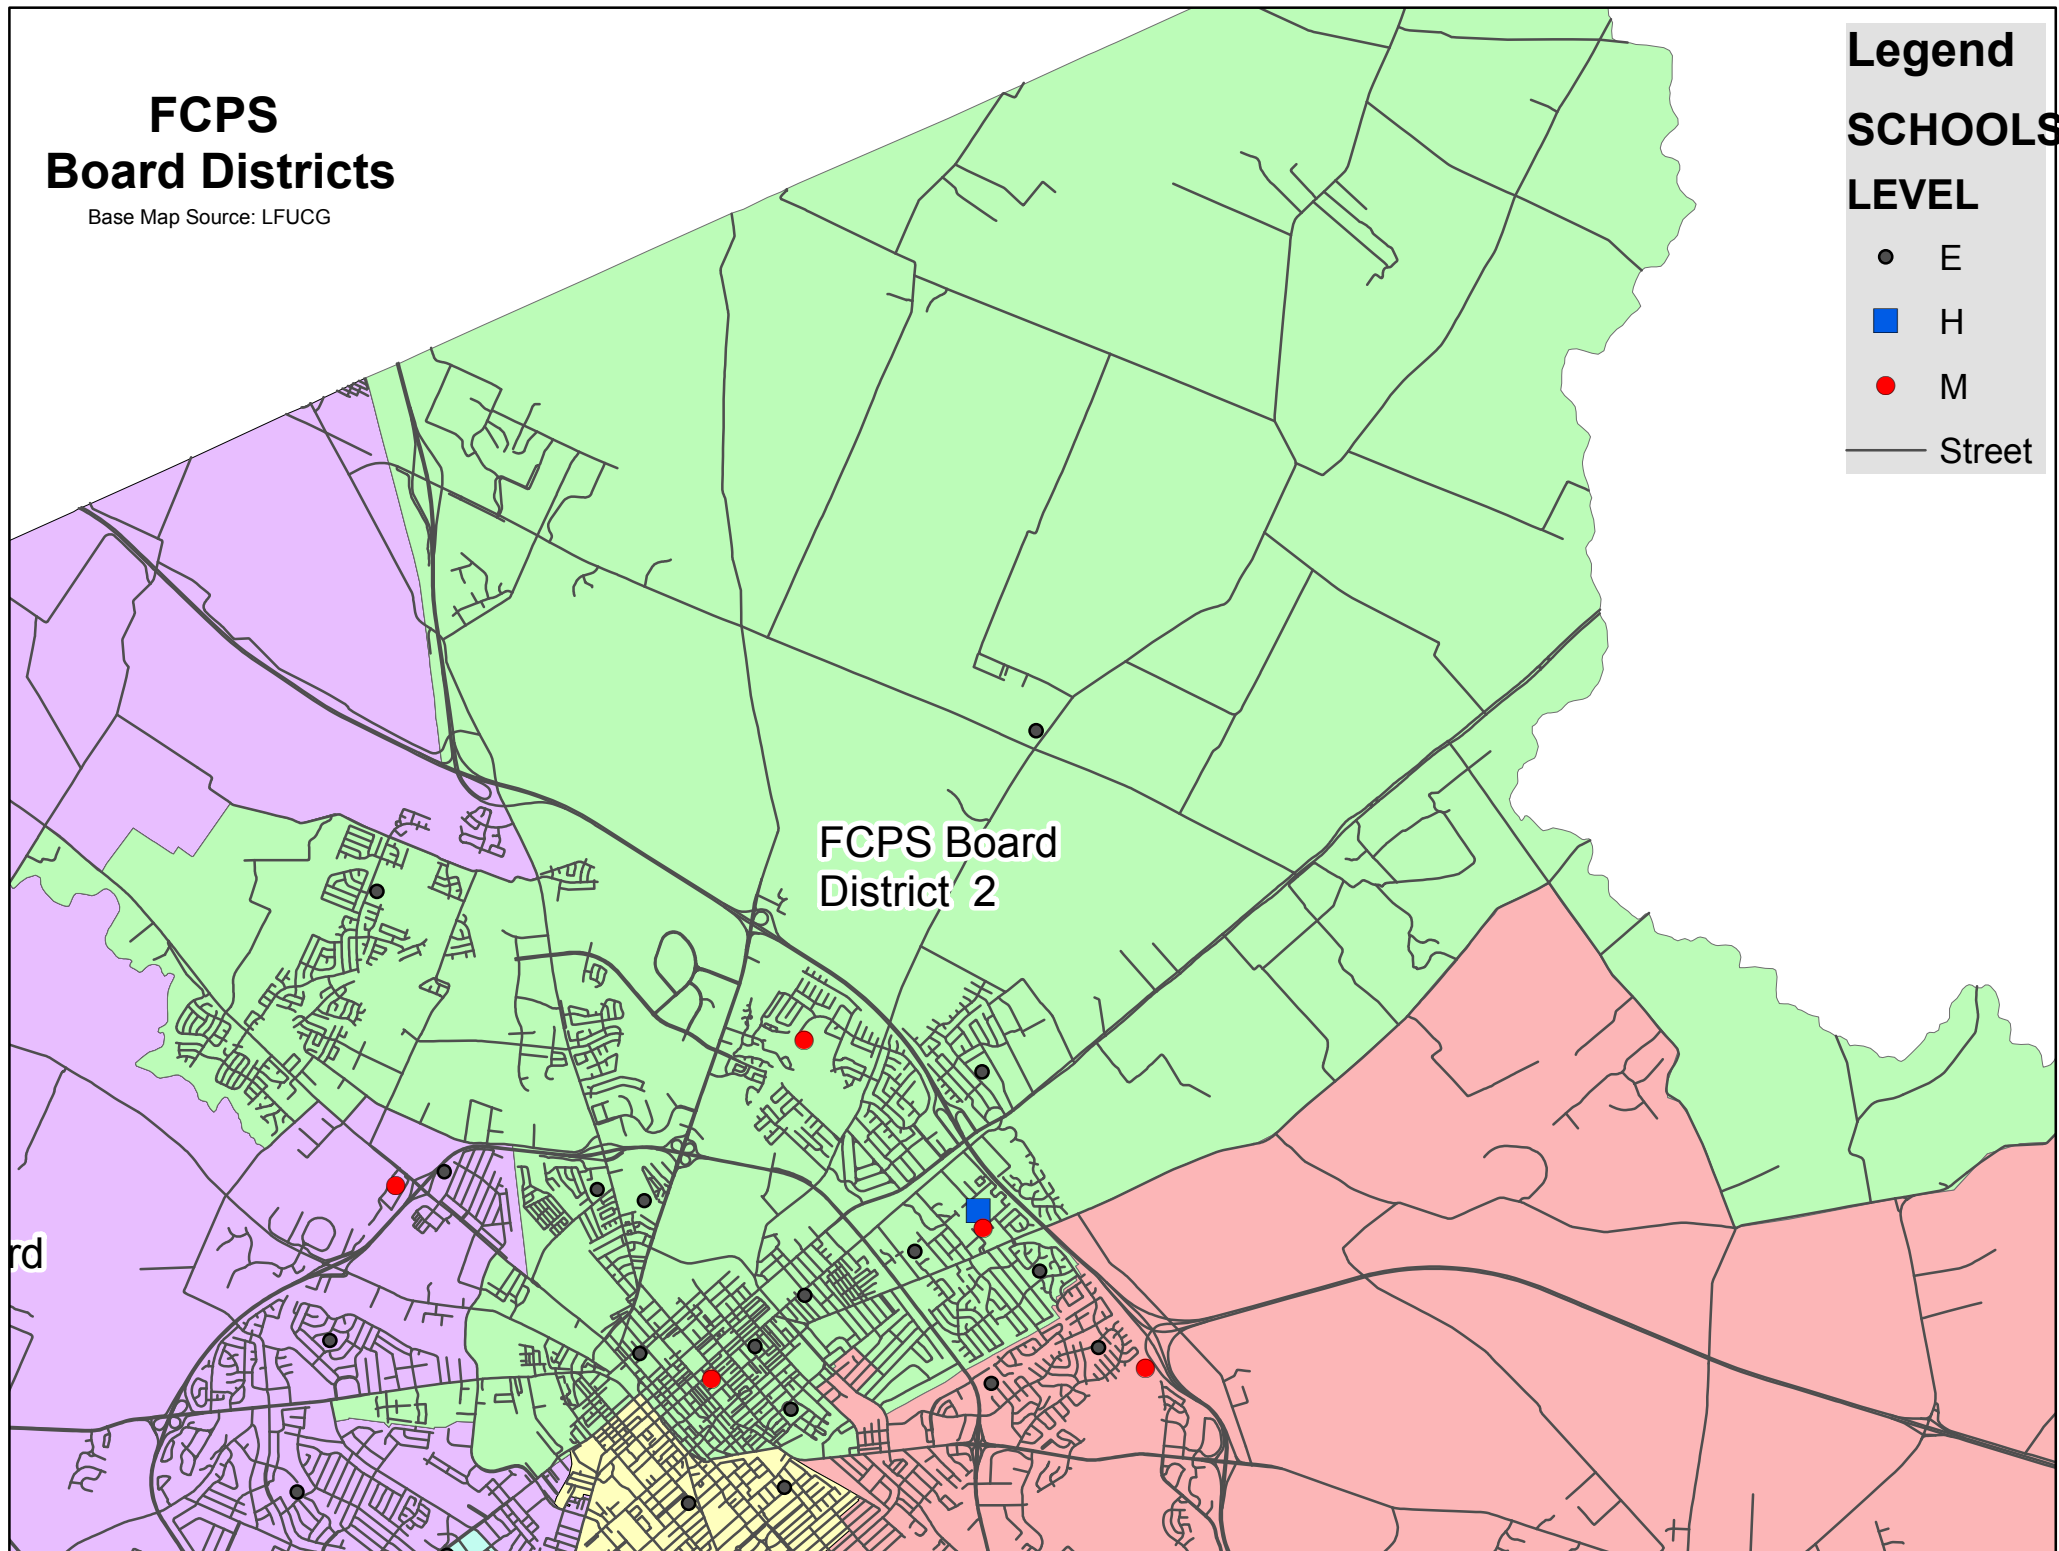 FCPS
Board Districts
Base Map Source: LFUCG
Legend
SCHOOLS
LEVEL
E
H
M
Street
FCPS Board
District 2
rd